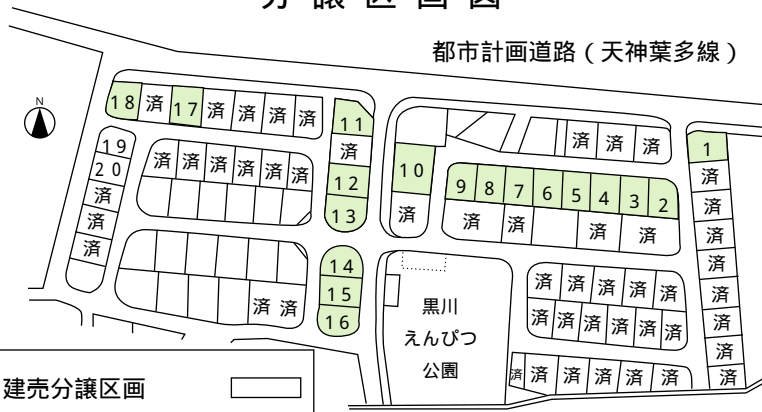 分譲区画図
都市計画道路(天神葉多線)
N
18 済 17 済 済 済 済
11
済
12
13
19
20
済
済
済
済 済 済 済 済 済
済 済
14
15
16
10
済
済 済 済
9 8 7 6 5 4 3 2
済 済 済 済
1
済
済
済
済
済
済
済
済
済 済 済 済 済
済 済 済 済 済 済
済 済 済 済 済 済
黒川
えんぴつ
公園
建売分譲区画